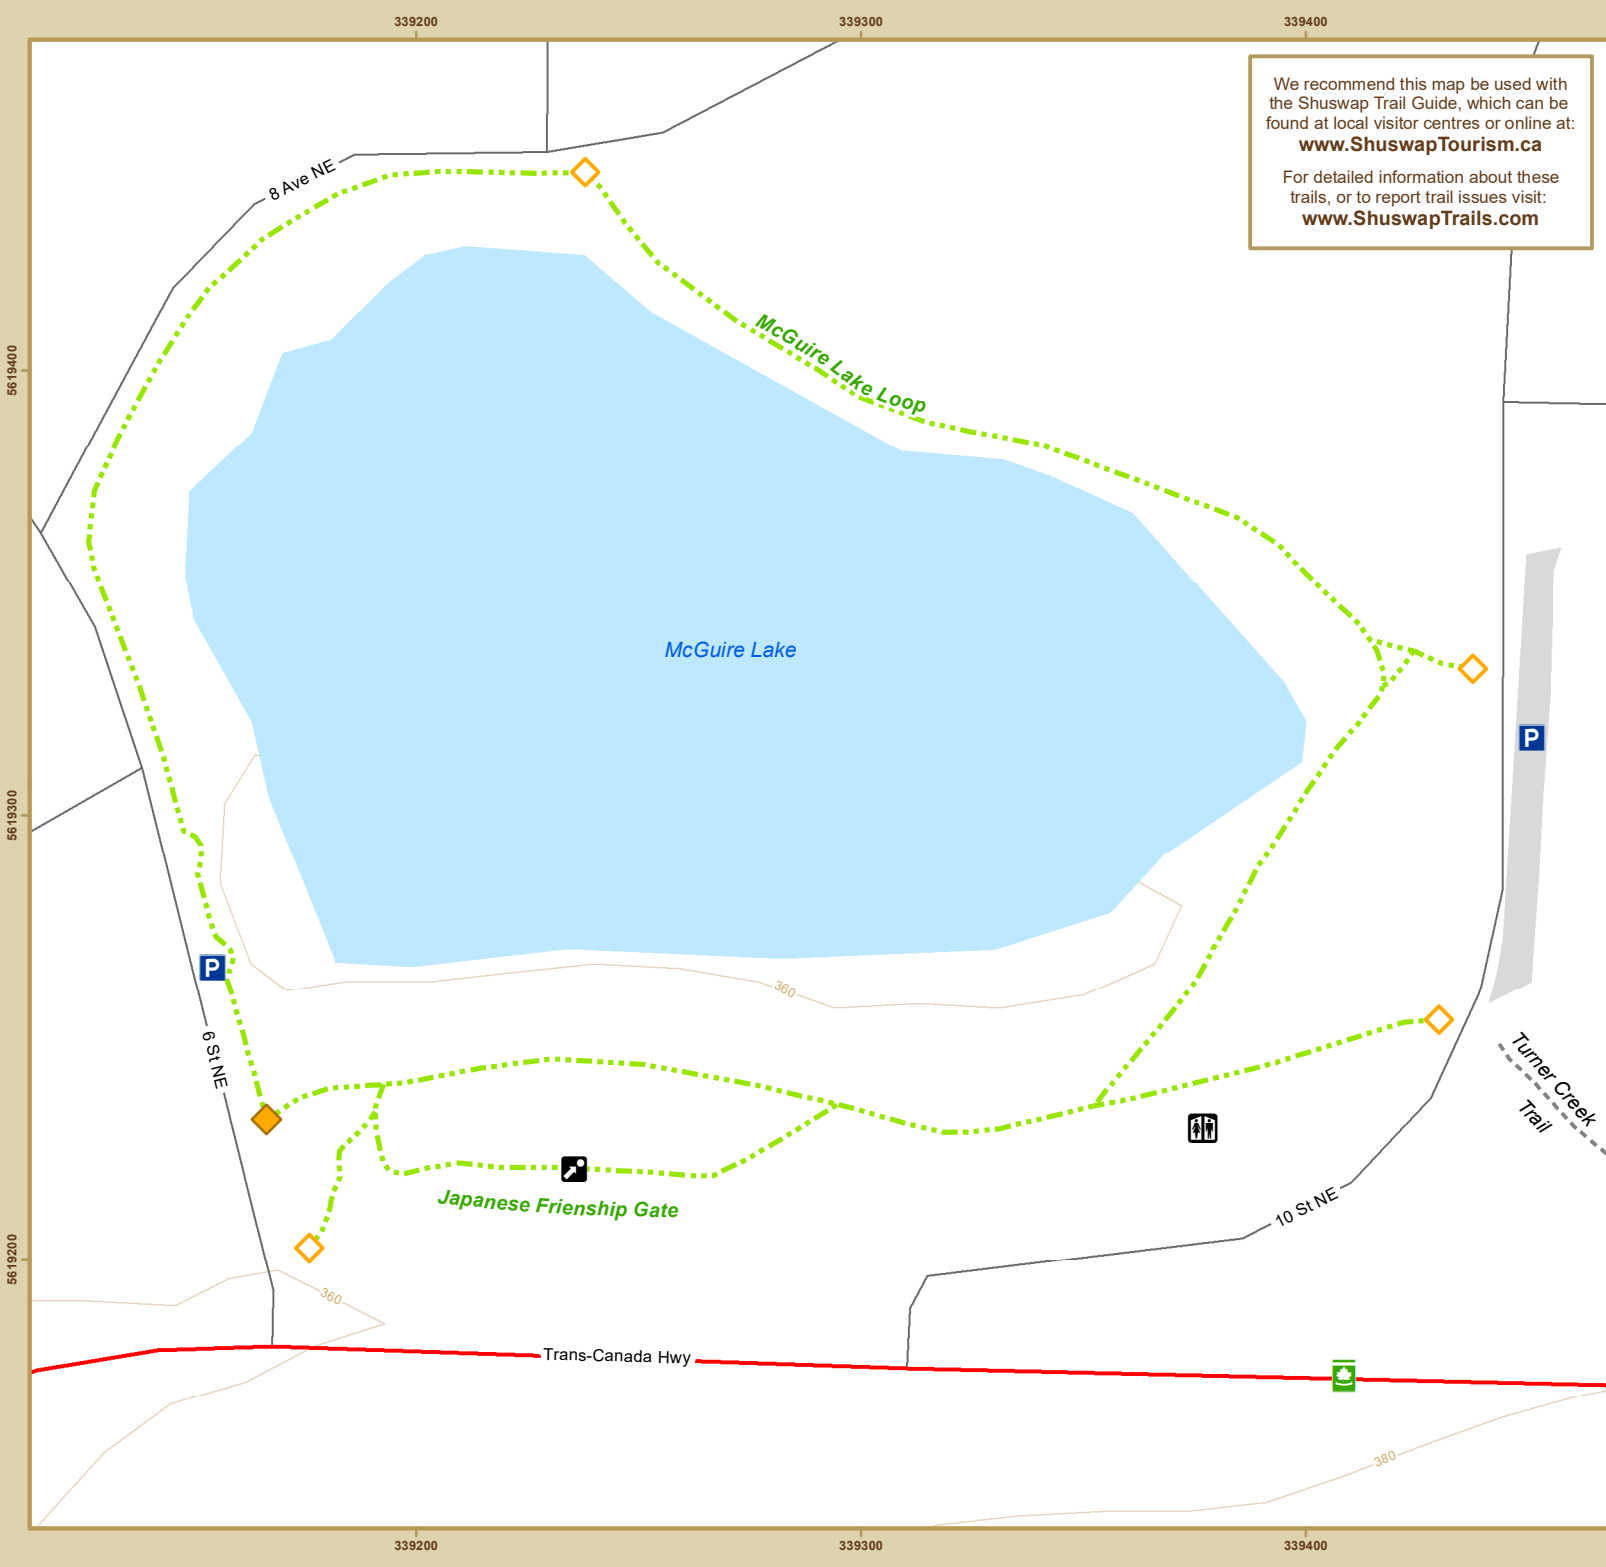 339200
339300
339400
We recommend this map be used with
the Shuswap Trail Guide, which can be
found at local visitor centres or online at:
www.ShuswapTourism.ca
For detailed information about these
trails, or to report trail issues visit:
www.ShuswapTrails.com
8 Ave NE
McGuire Lake Loop
5619400
McGuire Lake
P
5619300
P
360
6 St NE
Turner Creek
Trail
Japanese Frienship Gate
10 St NE
5619200
360
Trans-Canada Hwy
380
339200
339300
339400